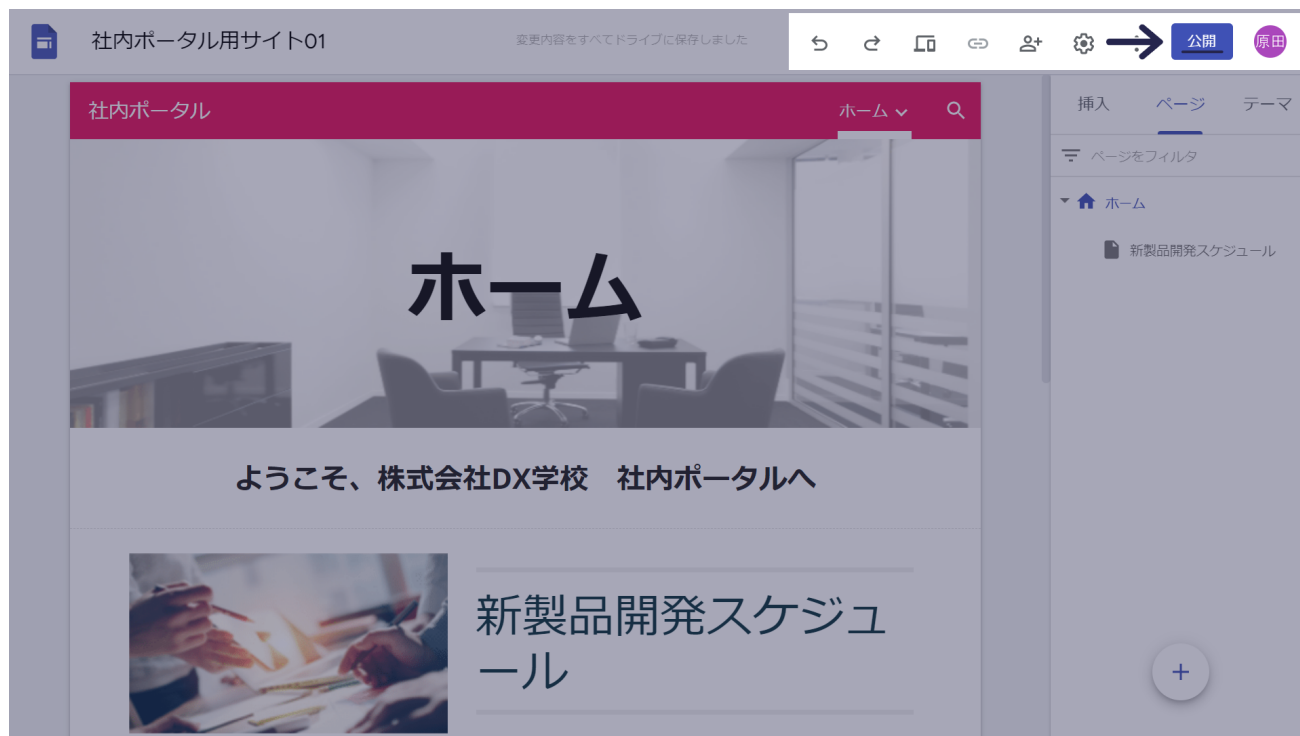 社内ポータル用サイト01
変更内容をすべてドライブに保存しました
公開
原田
社内ポータル
ホーム
挿入
ページ
テーマ
ページをフィルタ
ホーム
新製品開発スケジュール
ホーム
ようこそ、株式会社DX学校　社内ポータルへ
新製品開発スケジュ
ール